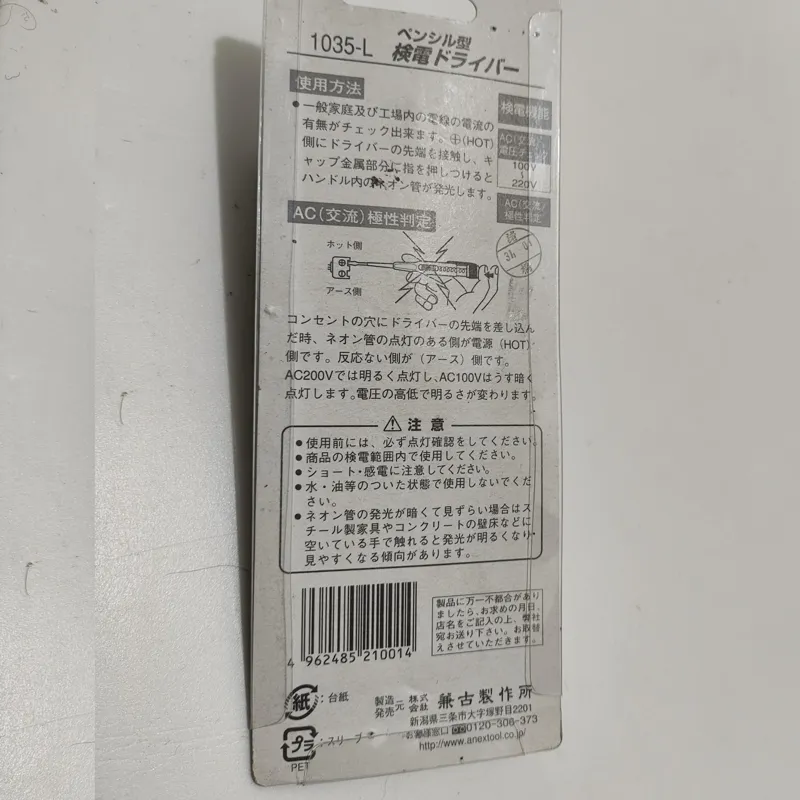 1035-L
ペンシル型
検電ドライバー
使用方法
●一般家庭及び工場内の電線の電流の
有無がチェック出来ます。⊕(HOT)
側にドライバーの先端を接触し、キ
ャップ金属部分に指を押しつけると
ハンドル内のネオン管が発光します。
検電機能
AC(交流)
電圧チェック
100V
〜
220V
AC(交流)
極性判定
AC(交流)極性判定
ホット側
アース側
コンセントの穴にドライバーの先端を差し込ん
だ時、ネオン管の点灯のある側が電源(HOT)
側です。反応ない側が(アース)側です。
AC200Vでは明るく点灯し、AC100Vはうす暗く
点灯します。電圧の高低で明るさが変わります。
注意
●使用前には、必ず点灯確認をしてください。
●商品の検電範囲内で使用してください。
●ショート・感電に注意してください。
●水・油等のついた状態で使用しないでくだ
さい。
●ネオン管の発光が暗くて見ずらい場合はス
チール製家具やコンクリートの壁床などに
空いている手で触れると発光が明るくなり
見やすくなる傾向があります。
4 962485 210014
製品に万一不都合があり
ましたら、お求めの月日、
店名をご記入の上、弊社
宛お送り下さい。お取替
えさせていただきます。
紙:台紙
プラ:スリーブ
PET
製造
発売元
株式
会社
兼古製作所
新潟県三条市大字塚野目2201
お客様窓口 0120-306-373
http://www.anextool.co.jp/